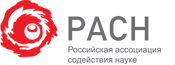 РАСН
Российская ассоциация
содействия науке